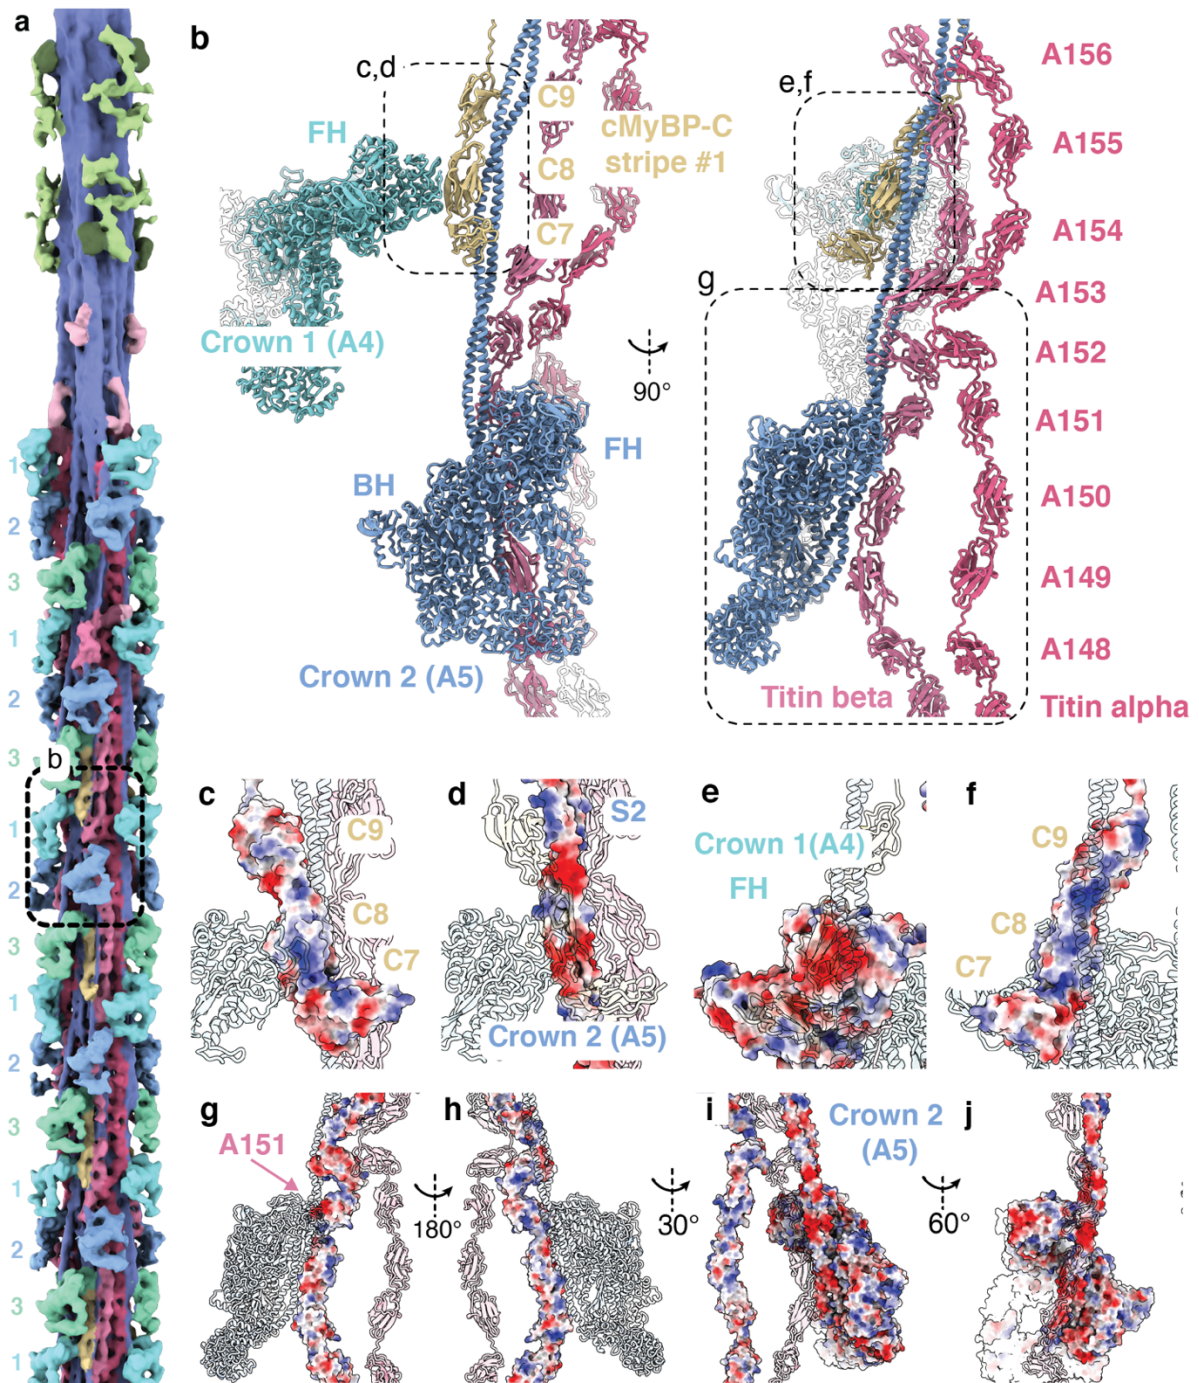 a
1
2
3
1
2
3
b
1
2
3
1
2
3
1
2
3
1
b
c,d
FH
C9
C8
C7
cMyBP-C
stripe #1
Crown 1 (A4)
90°
BH
FH
Crown 2 (A5)
e,f
g
A156
A155
A154
A153
A152
A151
A150
A149
A148
Titin beta
Titin alpha
c
C9
C8
C7
d
S2
Crown 2 (A5)
e
Crown 1(A4)
FH
f
C9
C8
C7
g
A151
180°
h
30°
i
Crown 2
(A5)
60°
j